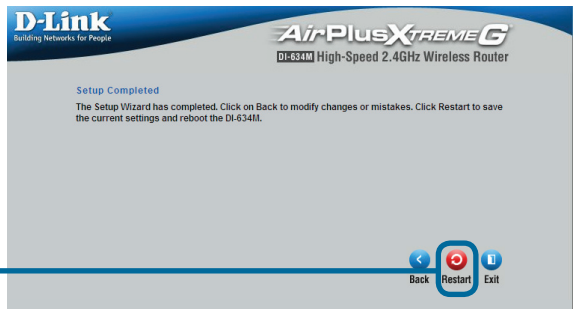 D-Link
Building Networks for People
AirPlus XTREME G
DI-634M High-Speed 2.4GHz Wireless Router
Setup Completed
The Setup Wizard has completed. Click on Back to modify changes or mistakes. Click Restart to save
the current settings and reboot the DI-634M.
Back Restart Exit